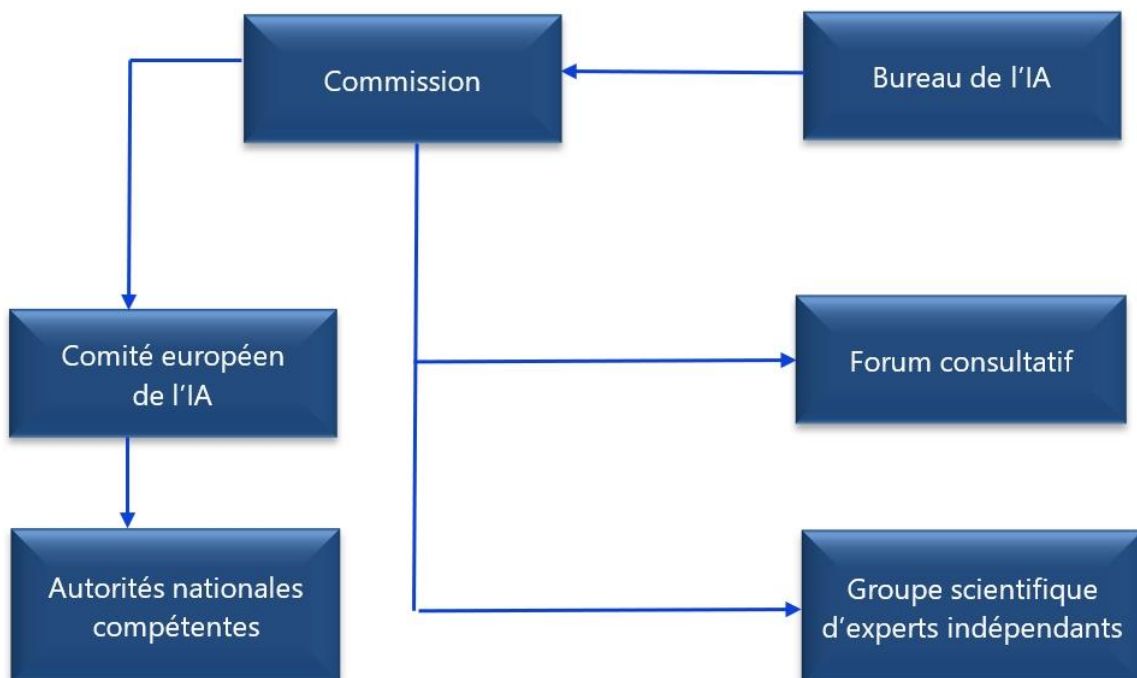 Commission
Bureau de l’IA
Comité européen
de l’IA
Forum consultatif
Autorités nationales
compétentes
Groupe scientifique
d’experts indépendants